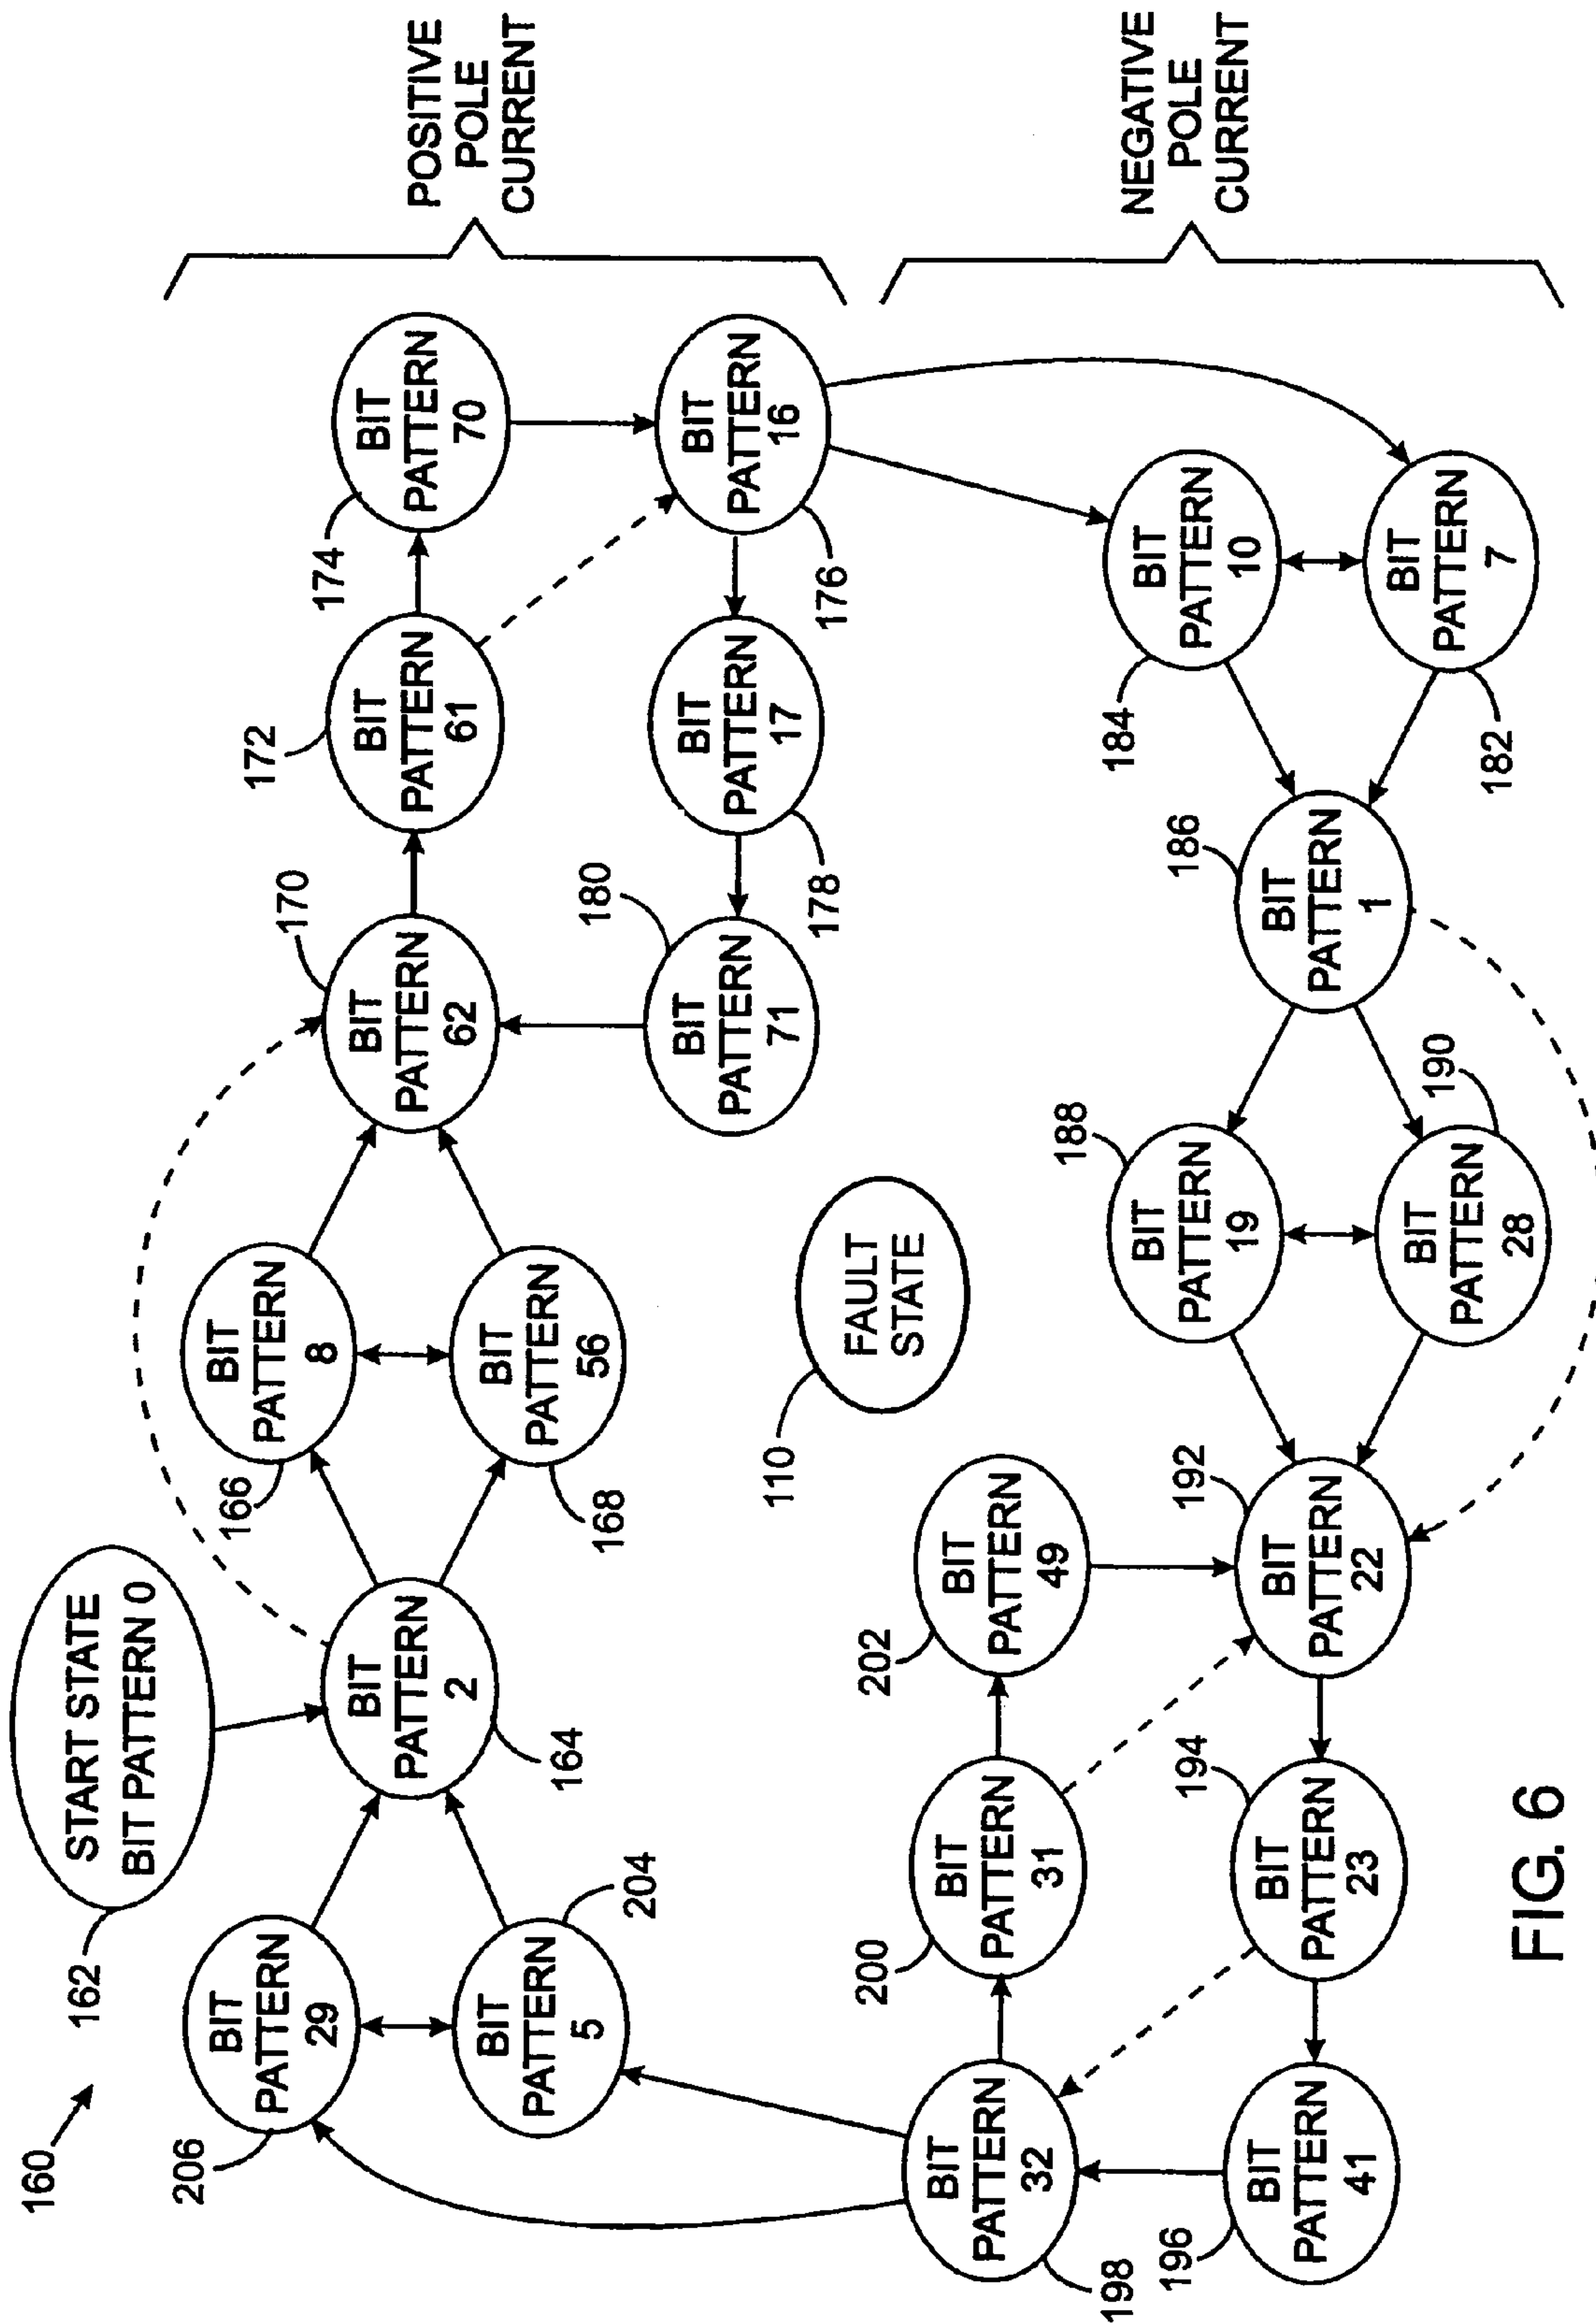 160
162
START STATE
BIT PATTERN 0
206
BIT
PATTERN
29
BIT
PATTERN
5
204
BIT
PATTERN
2
164
166
BIT
PATTERN
8
BIT
PATTERN
56
168
170
BIT
PATTERN
62
172
BIT
PATTERN
61
174
BIT
PATTERN
70
BIT
PATTERN
16
176
BIT
PATTERN
17
178
180
BIT
PATTERN
71
POSITIVE
POLE
CURRENT
110
FAULT
STATE
BIT
PATTERN
32
198
200
BIT
PATTERN
31
202
BIT
PATTERN
49
196
BIT
PATTERN
41
194
BIT
PATTERN
23
192
BIT
PATTERN
22
188
BIT
PATTERN
19
190
BIT
PATTERN
28
186
BIT
PATTERN
1
184
BIT
PATTERN
10
182
BIT
PATTERN
7
NEGATIVE
POLE
CURRENT
FIG. 6